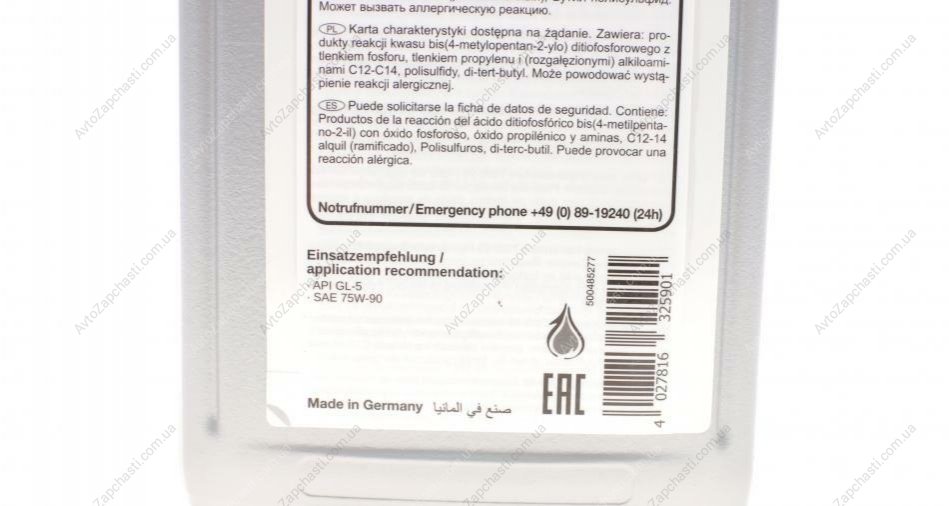 Может вызвать аллергическую реакцию.
PL Karta charakterystyki dostępna na żądanie. Zawiera: pro-
dukty reakcji kwasu bis(4-metylopentan-2-ylo) ditiofosforowego z
tlenkiem fosforu, tlenkiem propylenu i (rozgałęzionymi) alkiloami-
nami C12-C14, polisulfidy, di-tert-butyl. Może powodować wystą-
pienie reakcji alergicznej.
ES Puede solicitarse la ficha de datos de seguridad. Contiene:
Productos de la reacción del ácido ditiofosfórico bis(4-metilpenta-
no-2-il) con óxido fosforoso, óxido propilénico y aminas, C12-14
alquil (ramificado), Polisulfuros, di-terc-butil. Puede provocar una
reacción alérgica.
Notrufnummer/Emergency phone +49 (0) 89-19240 (24h)
Einsatzempfehlung /
application recommendation:
· API GL-5
· SAE 75W-90
500485277
4 027816 325901
EAC
Made in Germany صنع في المانيا
AvtoZapchasti.com.ua